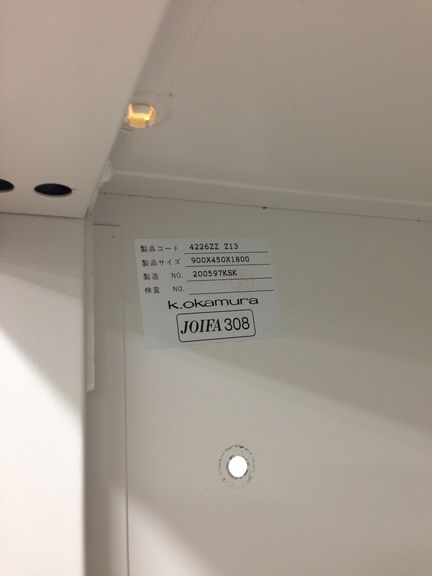 製品コード 4226ZZ Z13
製品サイズ 900X450X1800
製造 NO. 200597KSK
検査 NO.
k.okamura
JOIFA 308